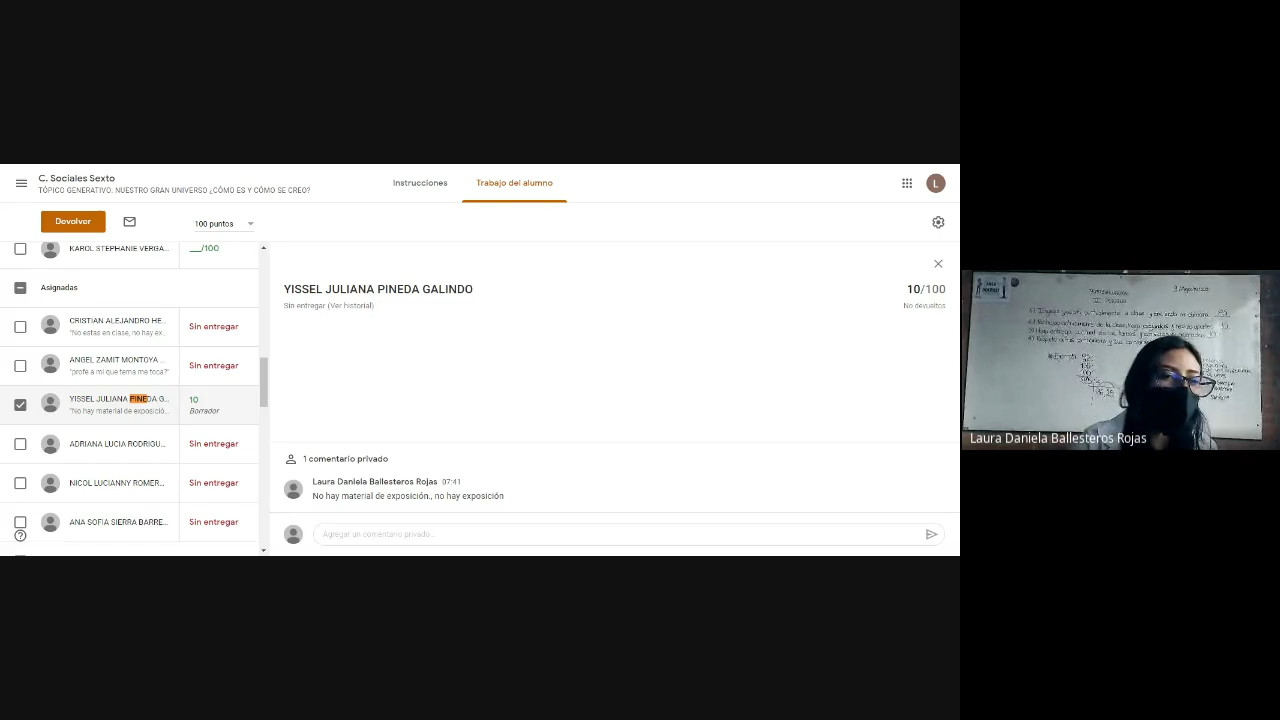 C. Sociales Sexto
TÓPICO GENERATIVO: NUESTRO GRAN UNIVERSO ¿CÓMO ES Y CÓMO SE CREO?
Instrucciones
Trabajo del alumno
L
Devolver
100 puntos
KAROL STEPHANIE VERGA...
__/100
Asignadas
CRISTIAN ALEJANDRO HE...
"No estas en clase, no hay ex...
Sin entregar
ANGEL ZAMIT MONTOYA ...
"profe a mi que tema me toca?"
Sin entregar
YISSEL JULIANA PINEDA G...
"No hay material de exposició...
10
Borrador
ADRIANA LUCIA RODRIGU...
Sin entregar
NICOL LUCIANNY ROMER...
Sin entregar
ANA SOFIA SIERRA BARRE...
Sin entregar
YISSEL JULIANA PINEDA GALINDO
10/100
Sin entregar (Ver historial)
No devueltos
1 comentario privado
Laura Daniela Ballesteros Rojas 07:41
No hay material de exposición., no hay exposición
Agregar un comentario privado...
Laura Daniela Ballesteros Rojas